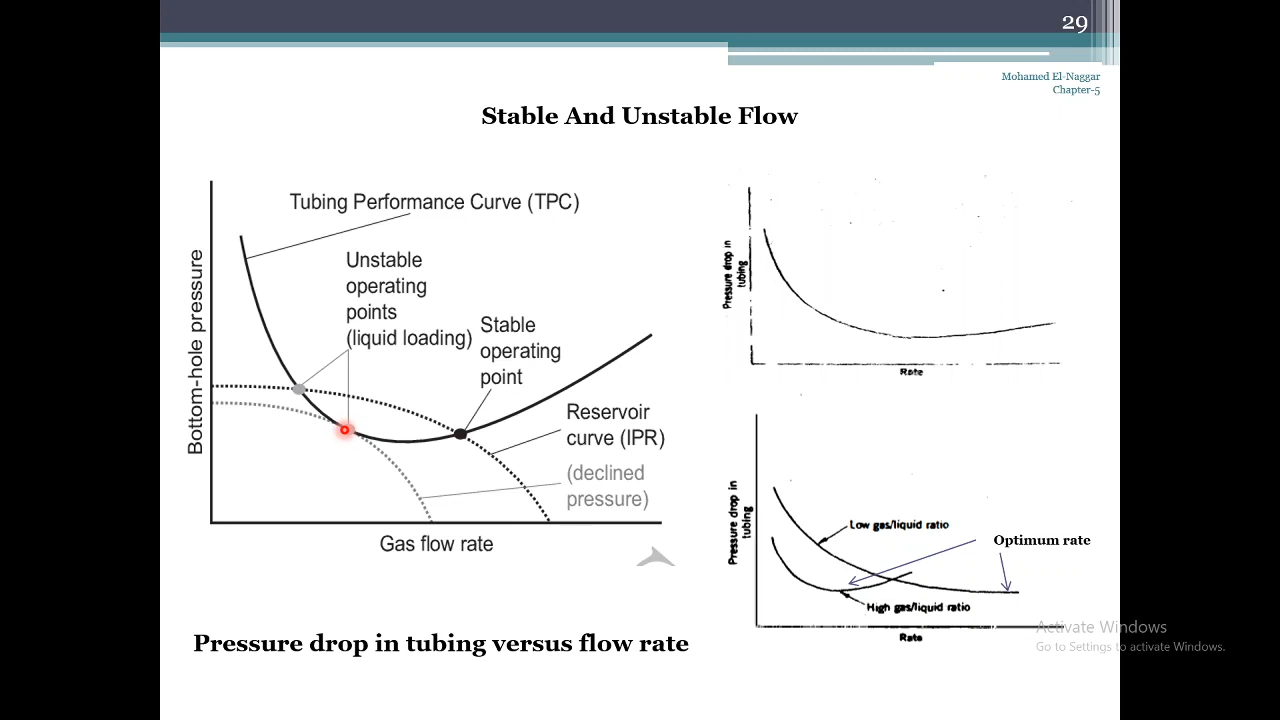 29
Mohamed El-Naggar
Chapter-5
Stable And Unstable Flow
Tubing Performance Curve (TPC)
Unstable
operating
points
(liquid loading)
Stable
operating
point
Reservoir
curve (IPR)
(declined
pressure)
Bottom-hole pressure
Gas flow rate
Pressure drop in tubing versus flow rate
Pressure drop in
tubing
Rate
Pressure drop in
tubing
Low gas/liquid ratio
Optimum rate
High gas/liquid ratio
Rate
Activate Windows
Go to Settings to activate Windows.